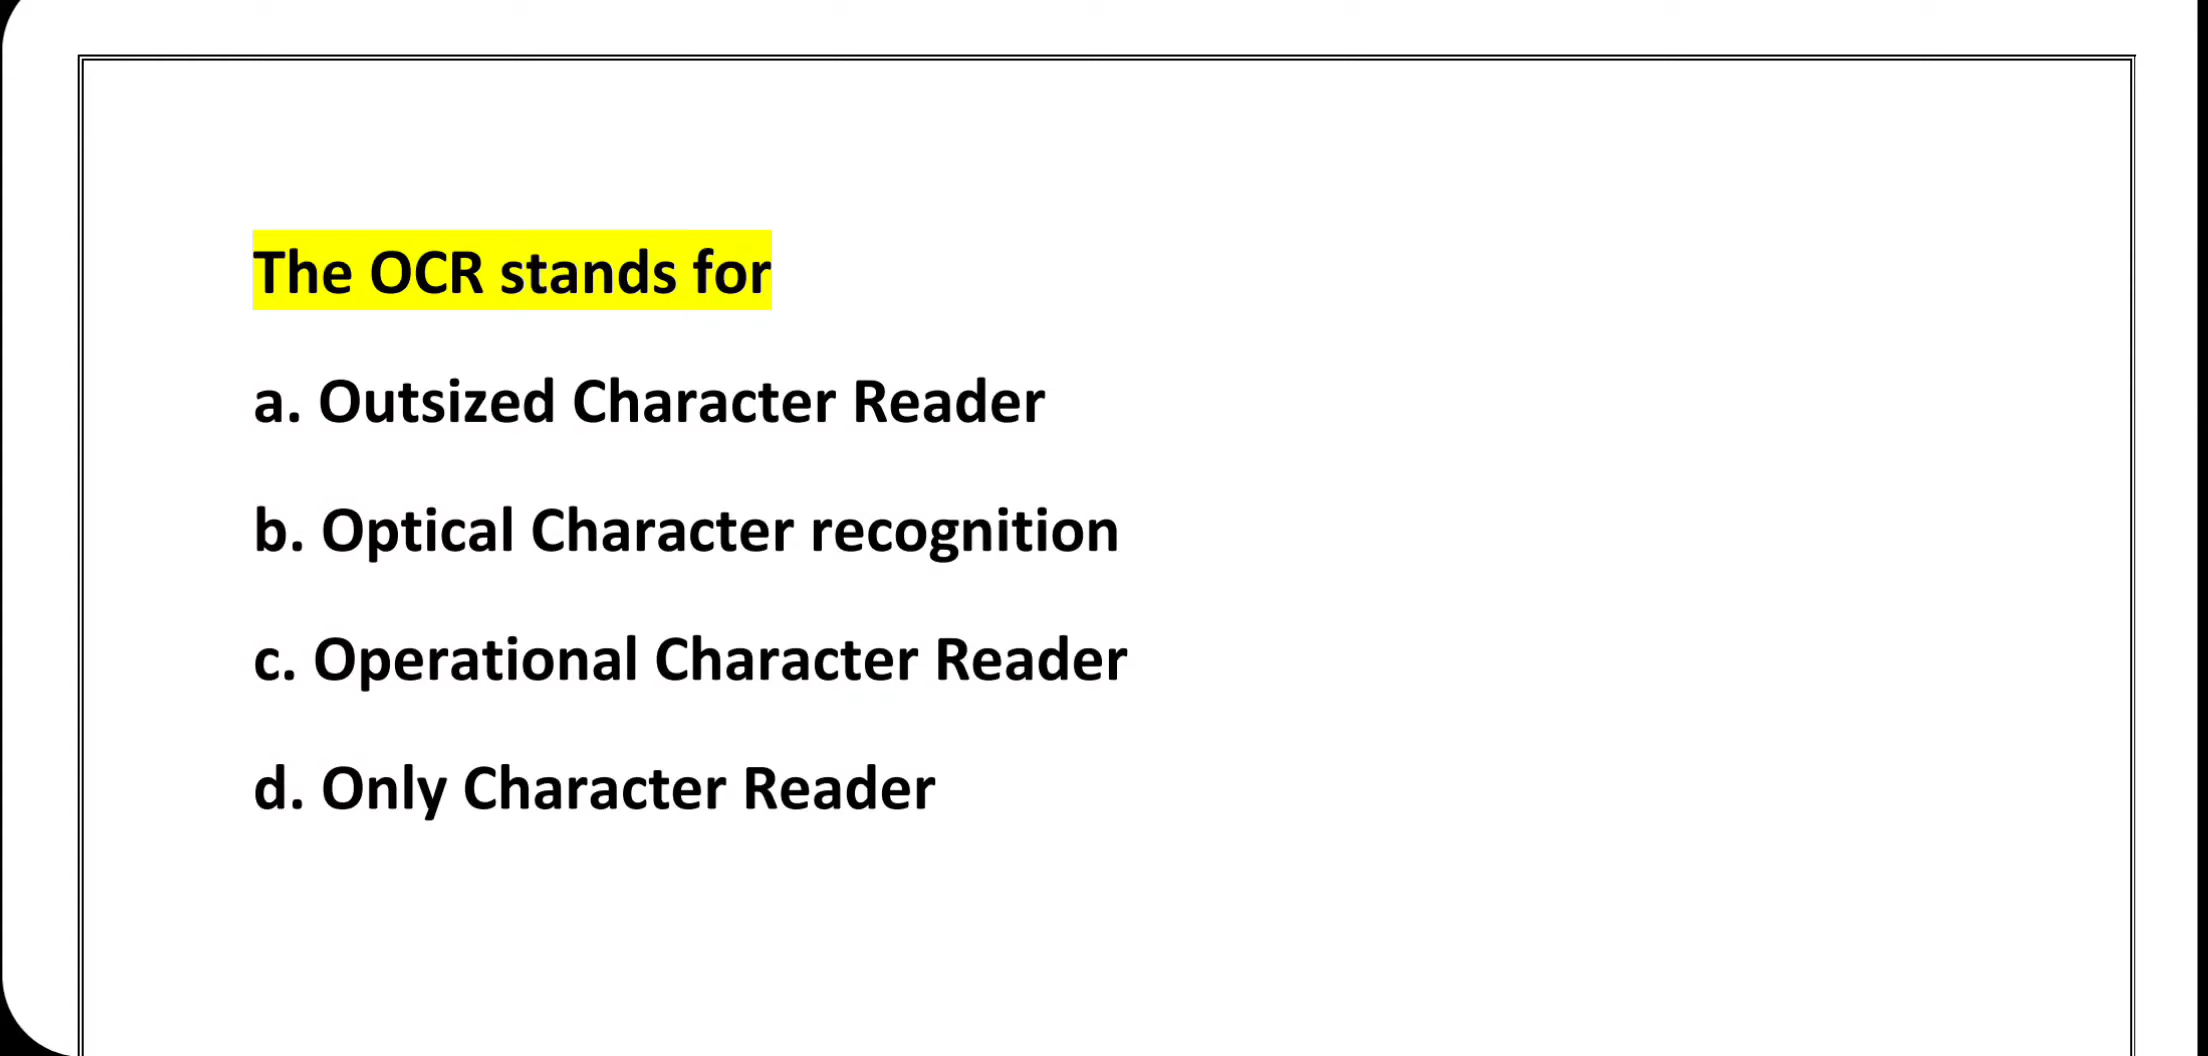 The OCR stands for
a. Outsized Character Reader
b. Optical Character recognition
c. Operational Character Reader
d. Only Character Reader